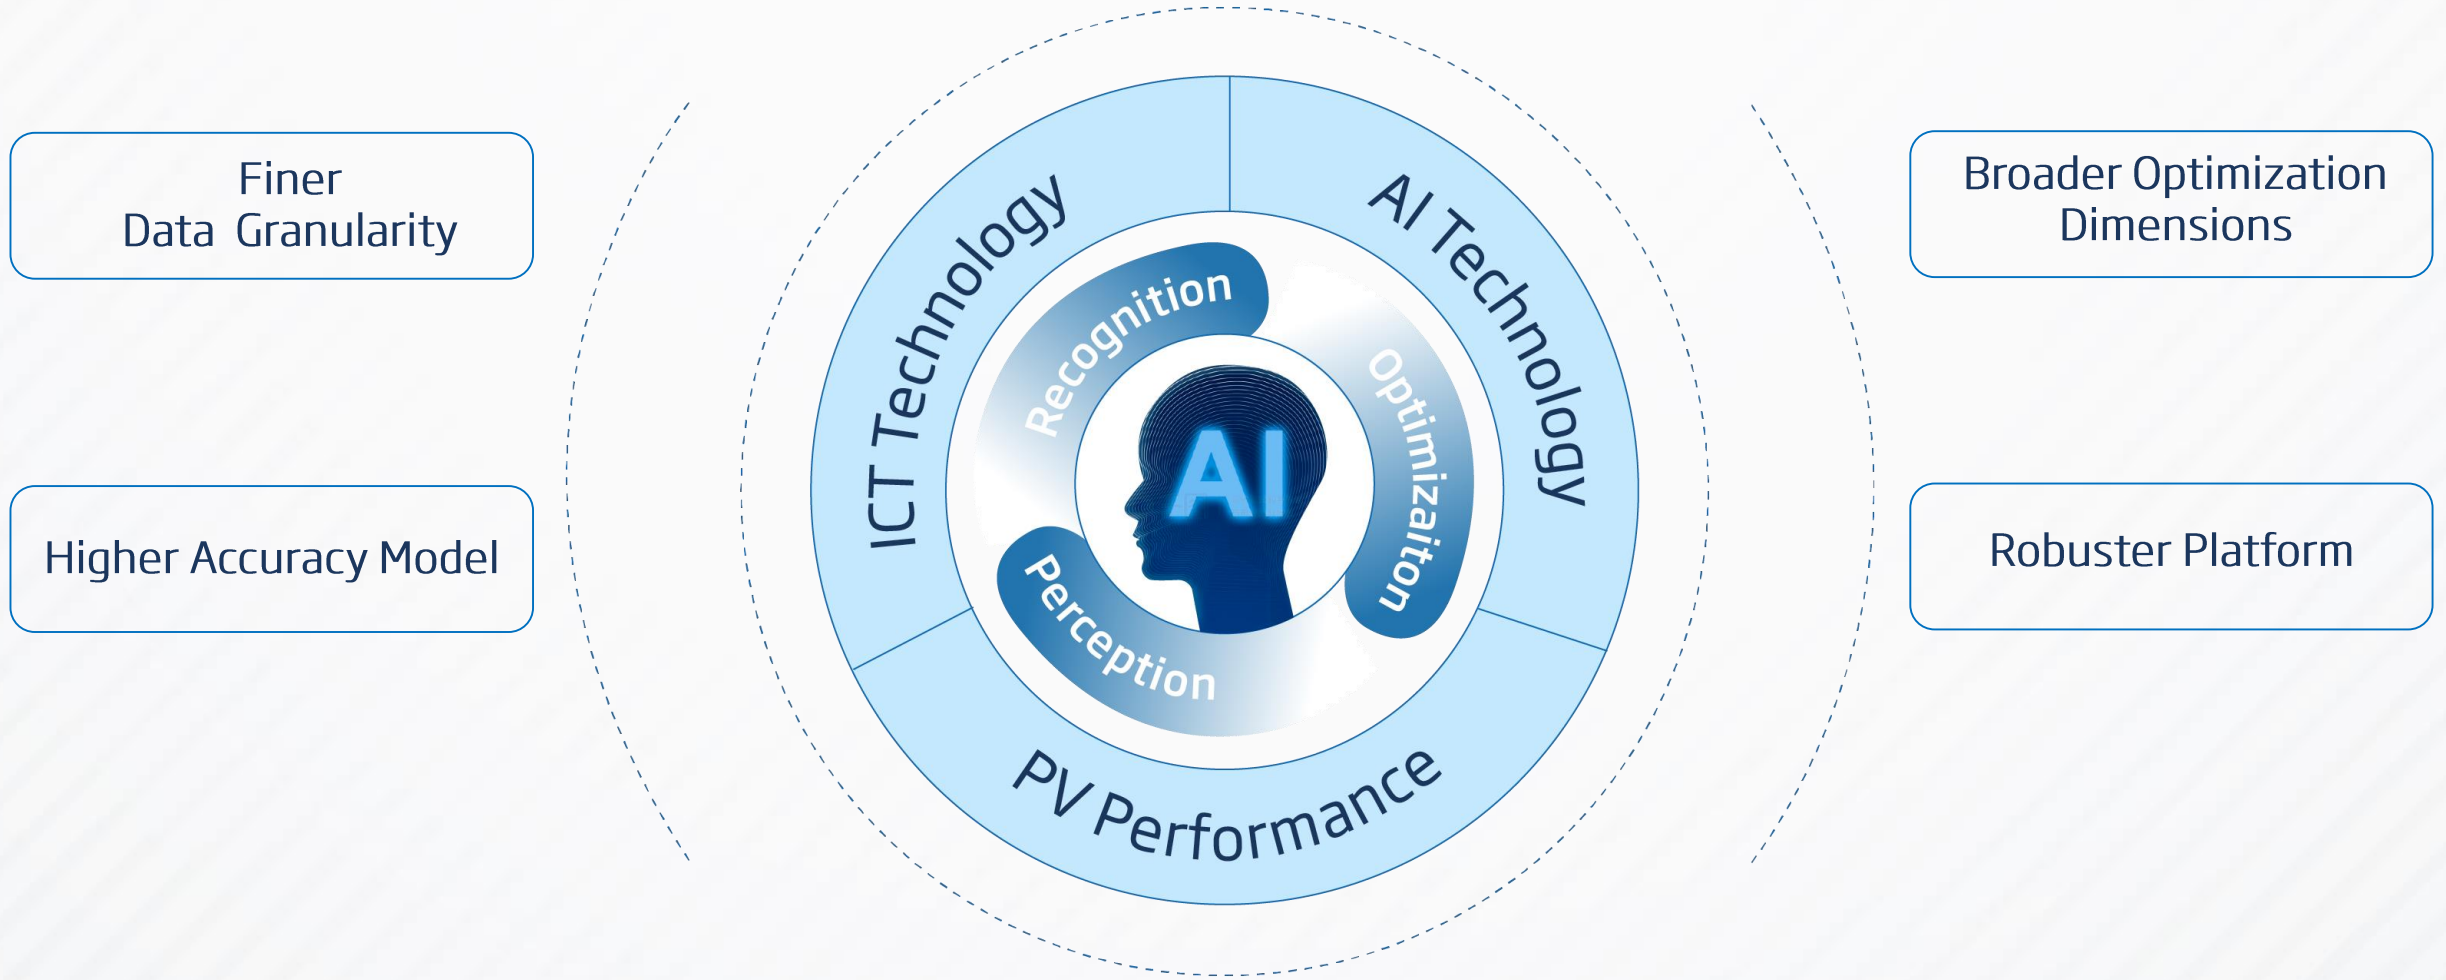 Finer
Data Granularity
Higher Accuracy Model
ICT Technology
AI Technology
PV Performance
Recognition
Optimizaiton
Perception
AI
Broader Optimization
Dimensions
Robuster Platform